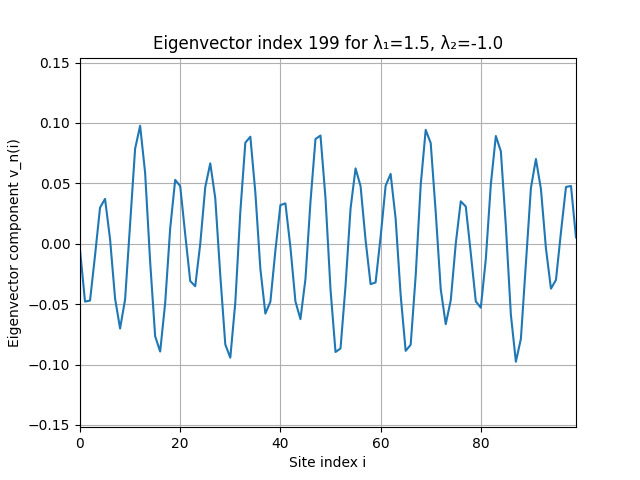 Eigenvector index 199 for λ₁=1.5, λ₂=-1.0
Eigenvector component v_n(i)
0.15
0.10
0.05
0.00
−0.05
−0.10
−0.15
0 20 40 60 80
Site index i